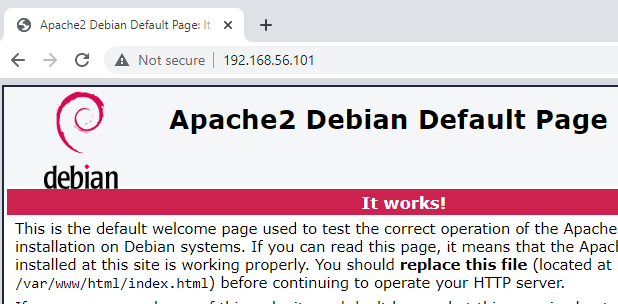 Apache2 Debian Default Page: It
Not secure | 192.168.56.101
debian
Apache2 Debian Default Page
It works!
This is the default welcome page used to test the correct operation of the Apache
installation on Debian systems. If you can read this page, it means that the Apac
installed at this site is working properly. You should replace this file (located at
/var/www/html/index.html) before continuing to operate your HTTP server.